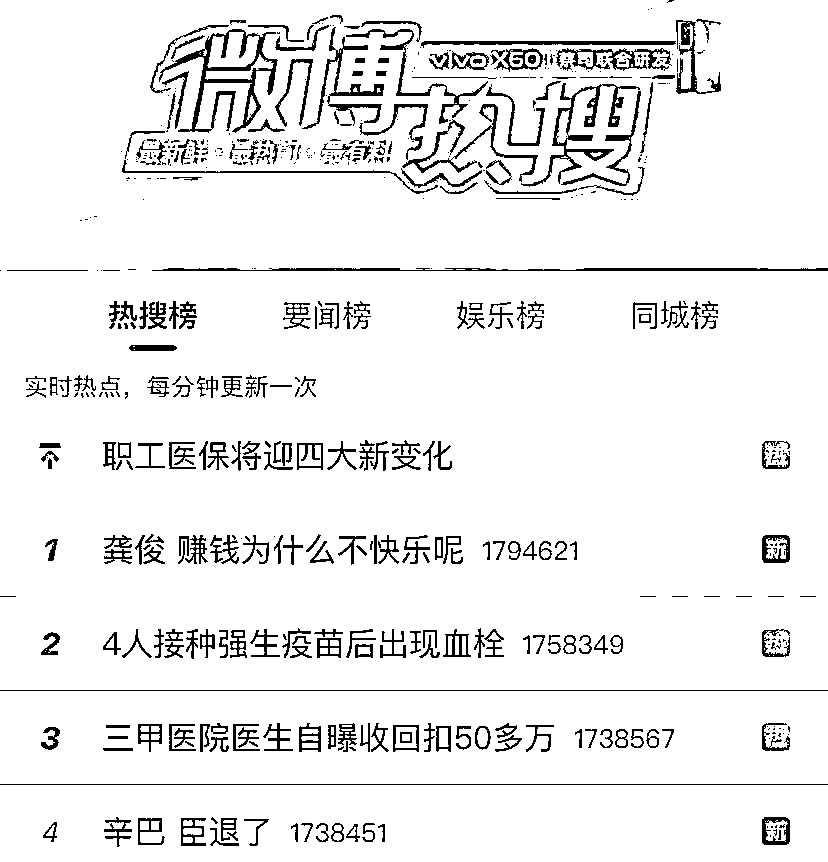 微博热搜
vivo X60 | 蔡司联合研发
最新鲜 最热门 最有料
热搜榜 要闻榜 娱乐榜 同城榜
实时热点，每分钟更新一次
职工医保将迎四大新变化 热
1 龚俊 赚钱为什么不快乐呢 1794621 新
2 4人接种强生疫苗后出现血栓 1758349 热
3 三甲医院医生自曝收回扣50多万 1738567 热
4 辛巴 臣退了 1738451 新